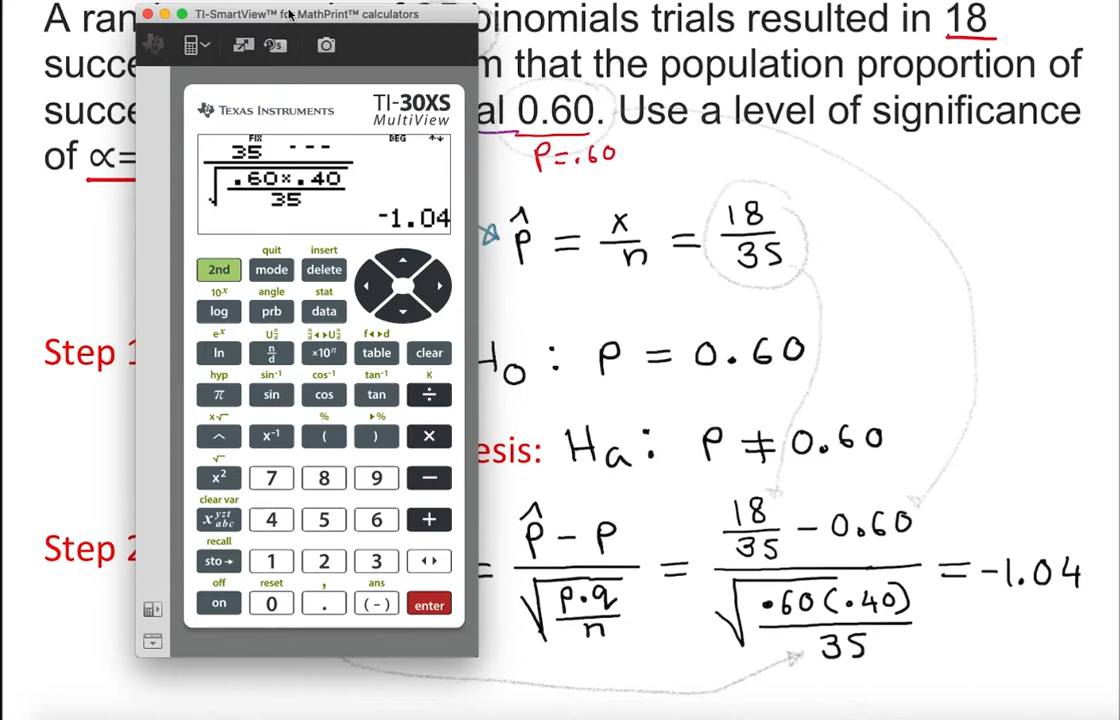 TI-SmartView™ for MathPrint™ calculators
A ran binomials trials resulted in 18
succe m that the population proportion of
succe al 0.60. Use a level of significance
of ∝=
P=.60
TEXAS INSTRUMENTS TI-30XS
MultiView
FIX DEG
35
√ .60×.40
35
-1.04
quit insert
2nd mode delete
10ˣ angle stat
log prb data
eˣ U n/d n/d◂▸U n/d f◂▸d
ln n/d ×10ⁿ table clear
hyp sin⁻¹ cos⁻¹ tan⁻¹ K
π sin cos tan ÷
x√ % ▸%
^ x⁻¹ ( ) ×
√
x² 7 8 9 −
clear var
x yzt abc 4 5 6 +
recall
sto→ 1 2 3 ◂▸
off reset , ans
on 0 . (-) enter
p̂ = x/n = 18/35
Step 1 H₀ : P = 0.60
esis: Hₐ : P ≠ 0.60
Step 2 = p̂ - P / √(P·q/n) = (18/35 - 0.60) / √(.60(.40)/35) = -1.04